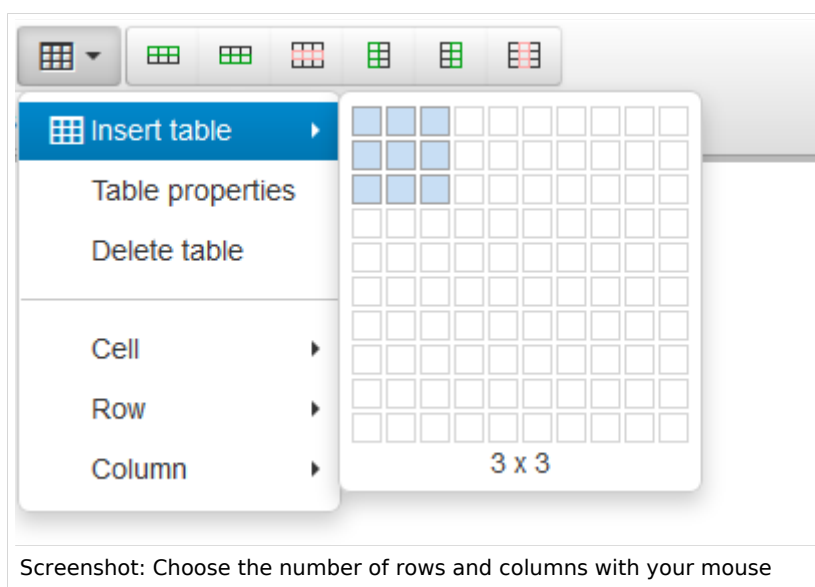 Insert table
Table properties
Delete table
Cell
Row
Column
3 x 3
Screenshot: Choose the number of rows and columns with your mouse